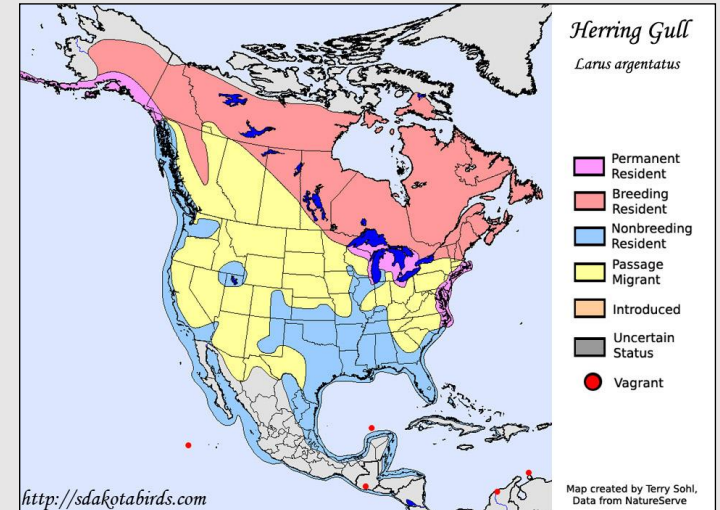 Herring Gull
Larus argentatus
Permanent
Resident
Breeding
Resident
Nonbreeding
Resident
Passage
Migrant
Introduced
Uncertain
Status
Vagrant
http://sdakotabirds.com
Map created by Terry Sohl,
Data from NatureServe